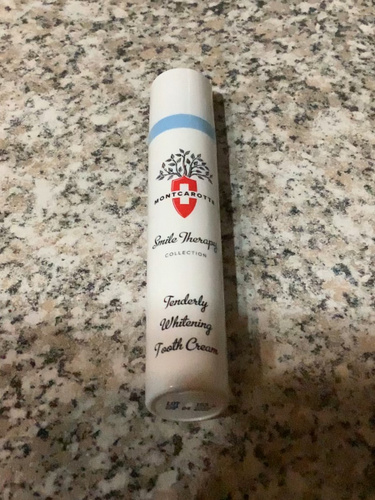 MONTCAROTTE
Smile Therapy
COLLECTION
Tenderly
Whitening
Tooth Cream